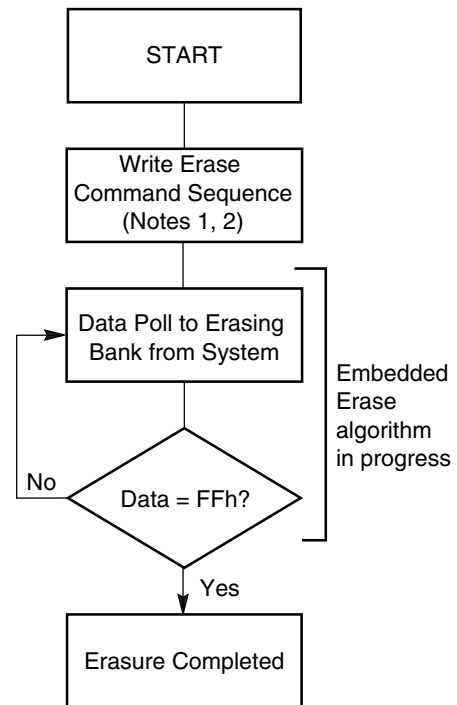 START
Write Erase
Command Sequence
(Notes 1, 2)
Data Poll to Erasing
Bank from System
Embedded
Erase
algorithm
in progress
No
Data = FFh?
Yes
Erasure Completed